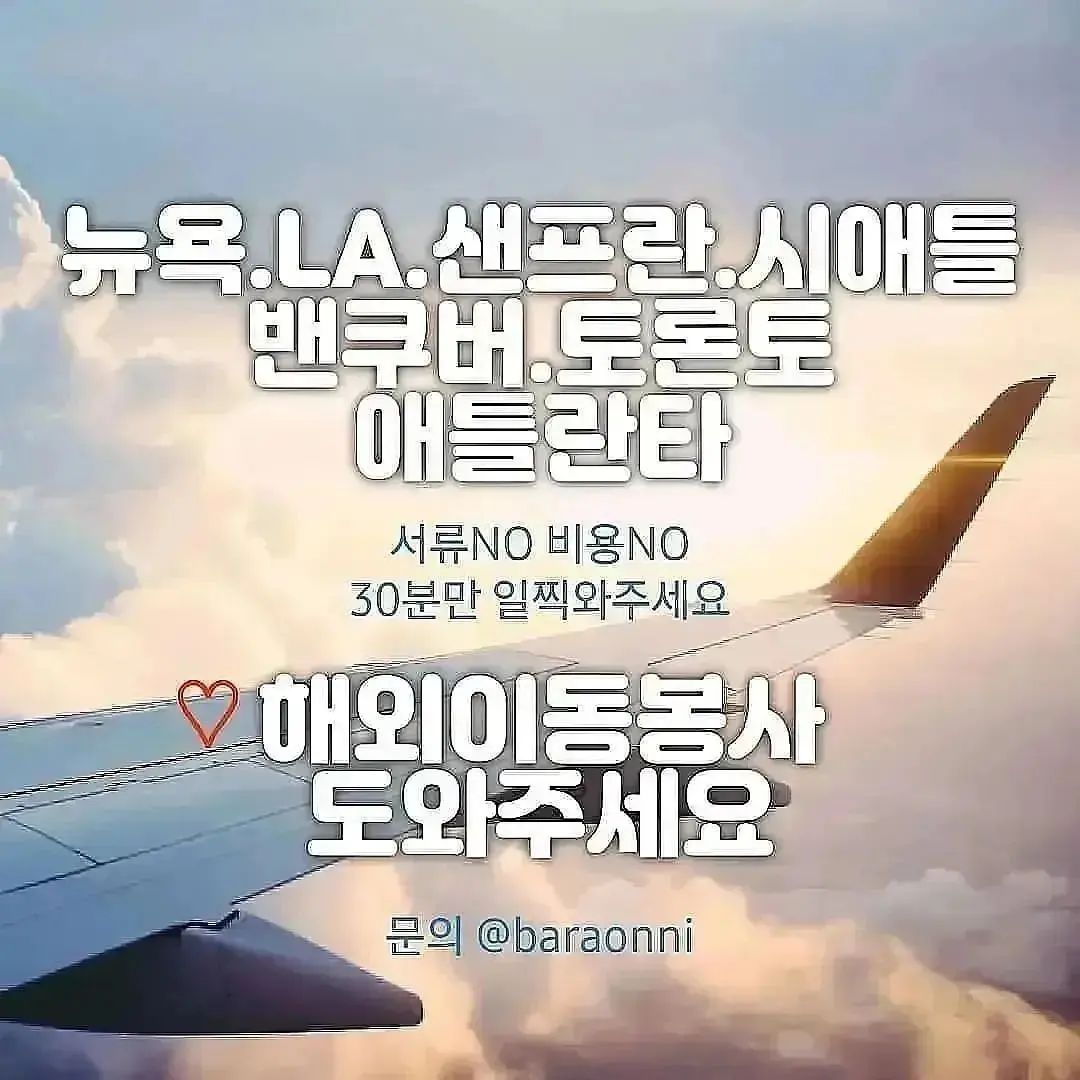 뉴욕.LA.샌프란.시애틀
밴쿠버.토론토
애틀란타
서류NO 비용NO
30분만 일찍와주세요
♡해외이동봉사
도와주세요
문의 @baraonni